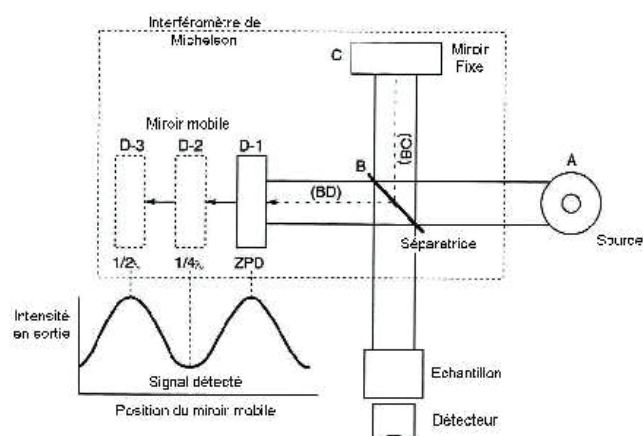 Interféromètre de
Michelson
C
Miroir
Fixe
Miroir mobile
D-3
D-2
D-1
B
(BC)
A
(BD)
Séparatrice
Source
1/2λ
1/4λ
ZPD
Intensité
en sortie
Signal détecté
Position du miroir mobile
Echantillon
Détecteur